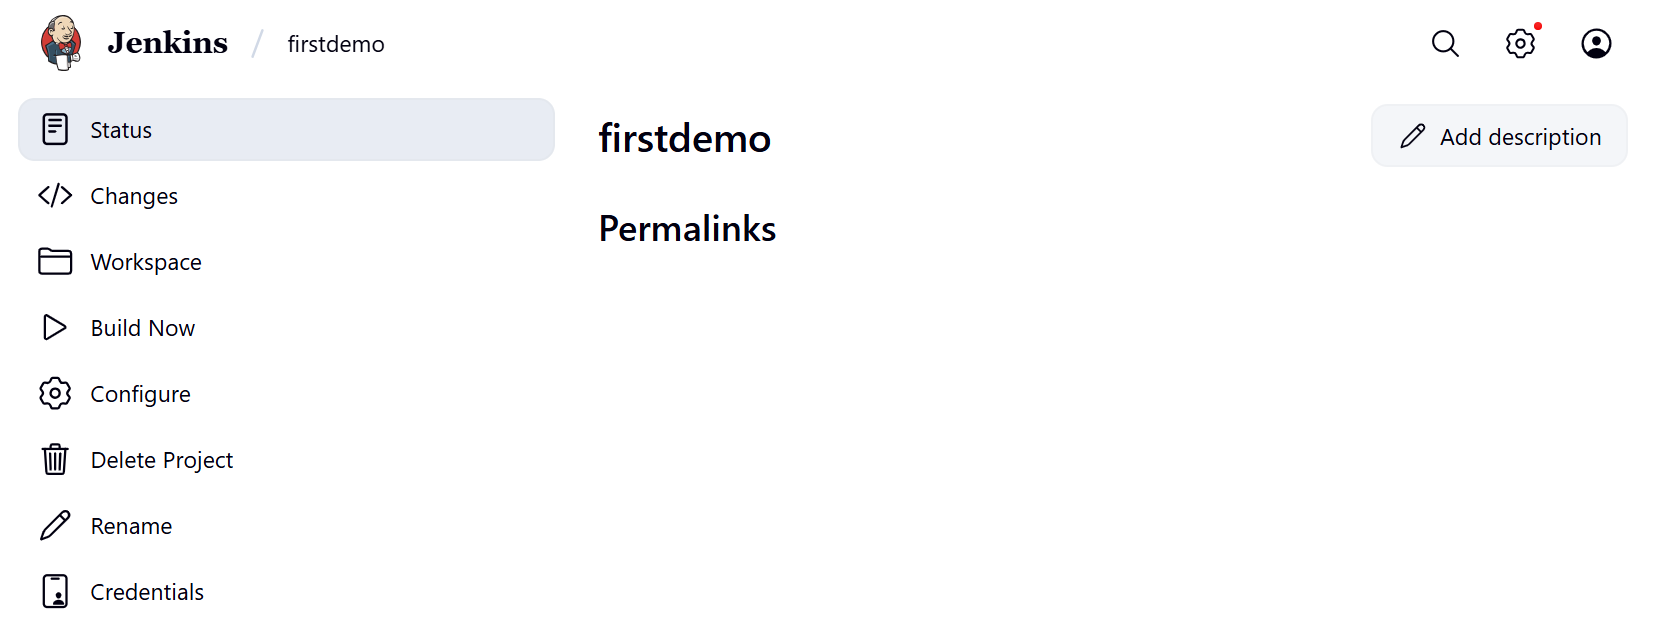 Jenkins / firstdemo
Status
Changes
Workspace
Build Now
Configure
Delete Project
Rename
Credentials
firstdemo
Add description
Permalinks